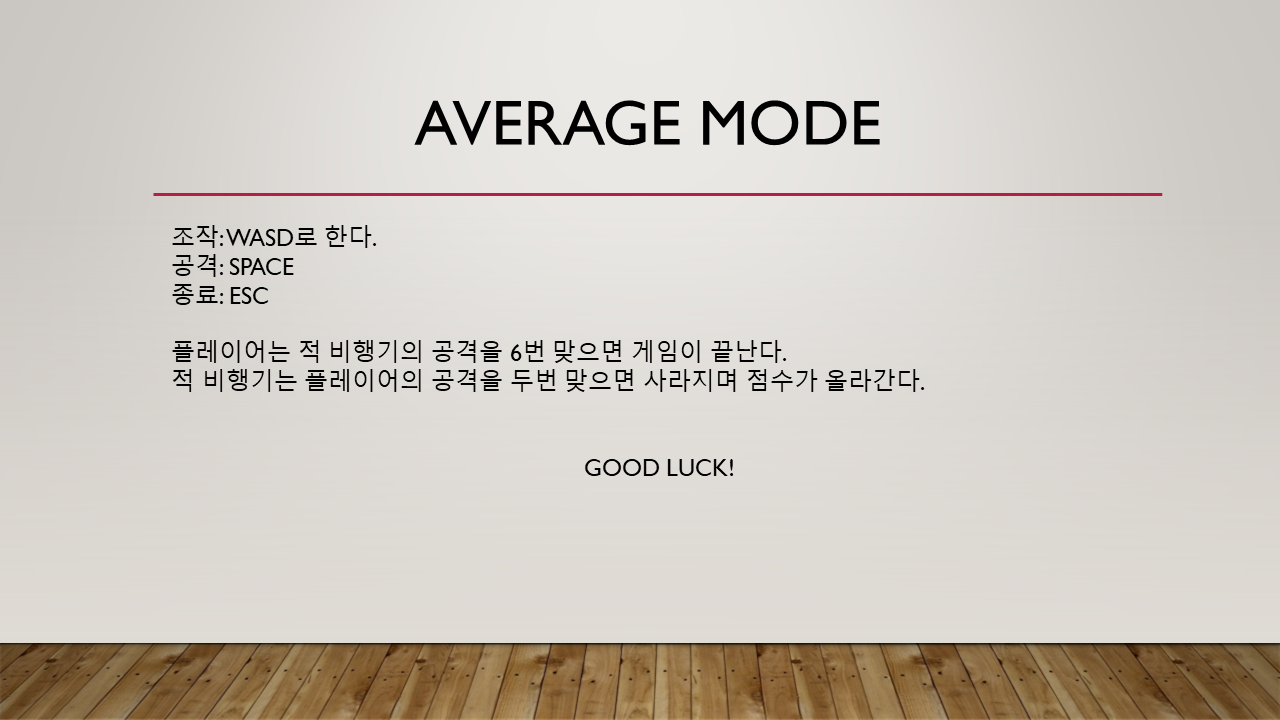 AVERAGE MODE
조작: WASD로 한다.
공격: SPACE
종료: ESC
플레이어는 적 비행기의 공격을 6번 맞으면 게임이 끝난다.
적 비행기는 플레이어의 공격을 두번 맞으면 사라지며 점수가 올라간다.
GOOD LUCK!